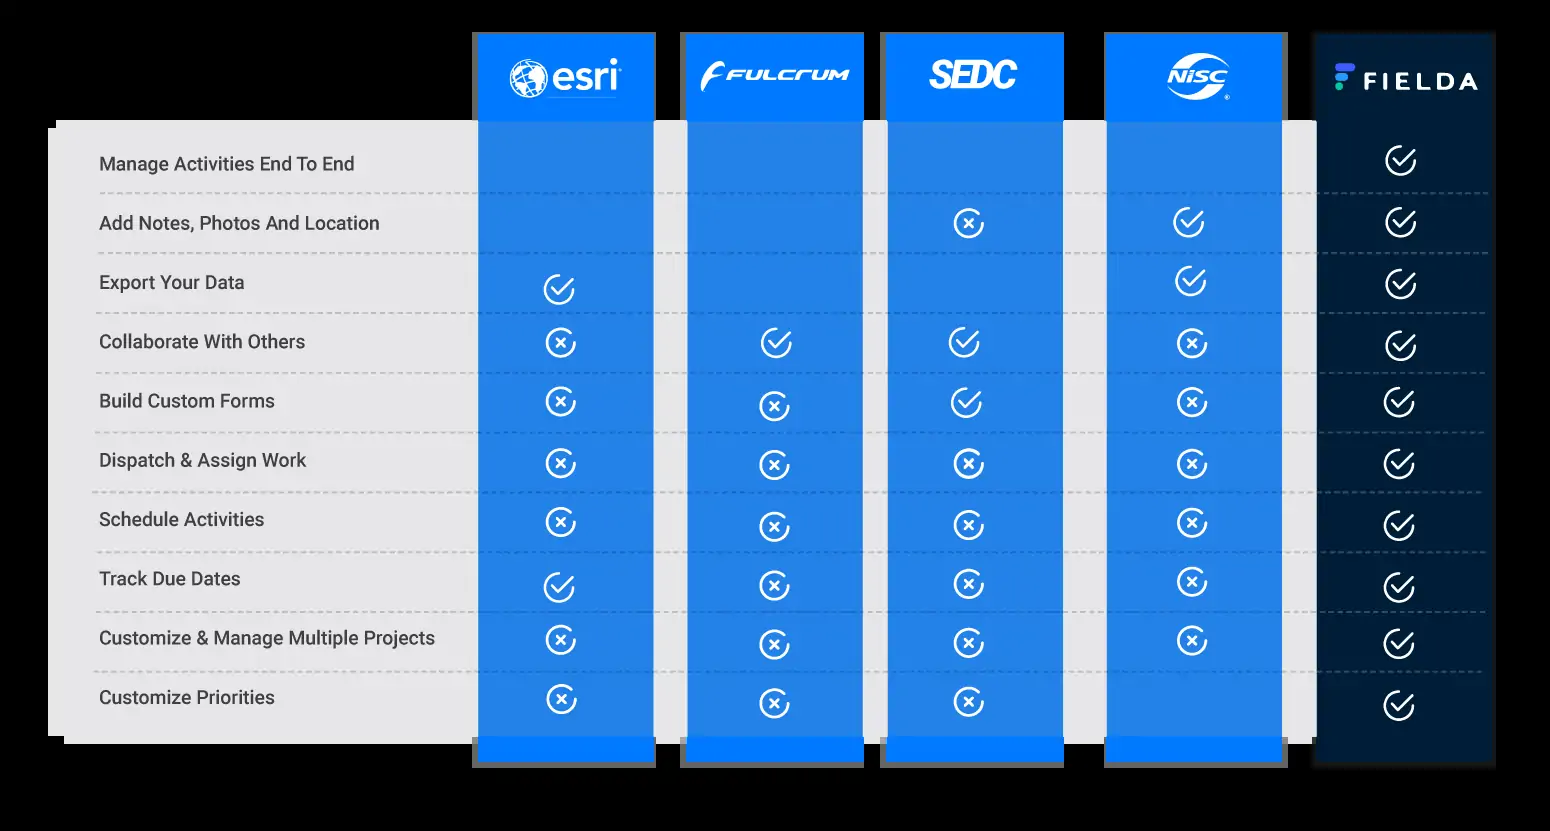 esri
FULCRUM
SEDC
NiSC
FIELDA
Manage Activities End To End
Add Notes, Photos And Location
Export Your Data
Collaborate With Others
Build Custom Forms
Dispatch & Assign Work
Schedule Activities
Track Due Dates
Customize & Manage Multiple Projects
Customize Priorities